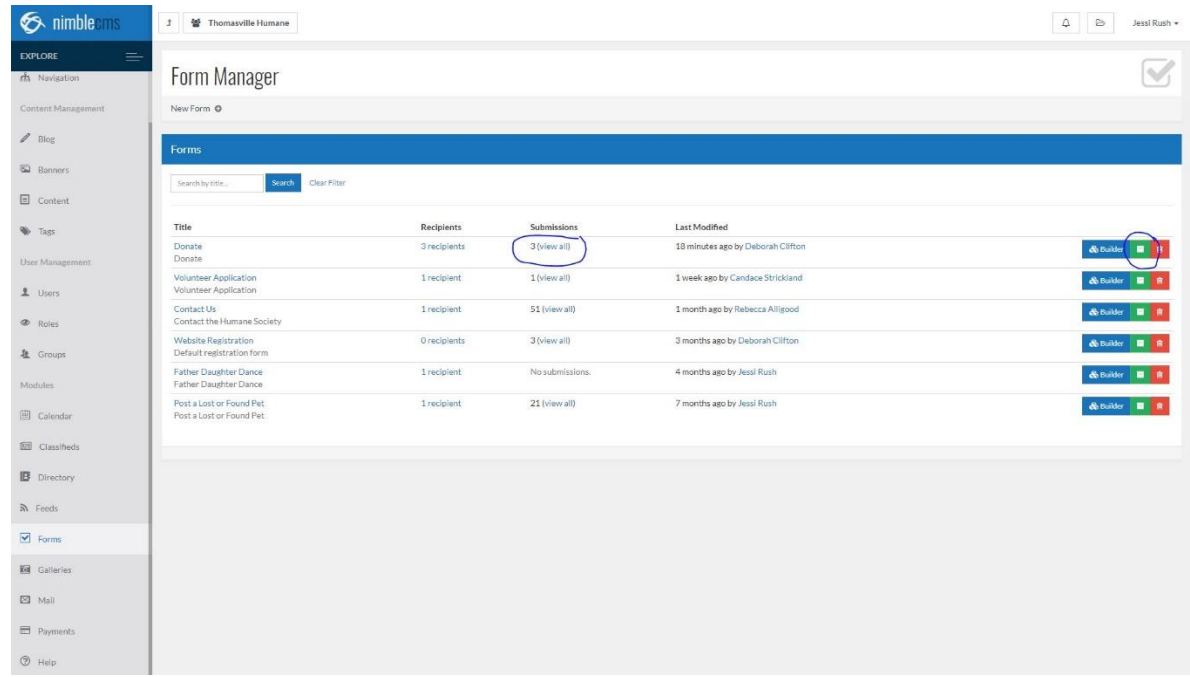 nimblecms
Thomasville Humane
Jessi Rush
EXPLORE
Navigation
Content Management
Blog
Banners
Content
Tags
User Management
Users
Roles
Groups
Modules
Calendar
Classifieds
Directory
Feeds
Forms
Galleries
Mail
Payments
Help
Form Manager
New Form
Forms
Search by title...
Search
Clear Filter
Title Recipients Submissions Last Modified
Donate 3 recipients 3 (view all) 18 minutes ago by Deborah Clifton Builder
Donate
Volunteer Application 1 recipient 1 (view all) 1 week ago by Candace Strickland Builder
Volunteer Application
Contact Us 1 recipient 51 (view all) 1 month ago by Rebecca Alligood Builder
Contact the Humane Society
Website Registration 0 recipients 3 (view all) 3 months ago by Deborah Clifton Builder
Default registration form
Father Daughter Dance 1 recipient No submissions. 4 months ago by Jessi Rush Builder
Father Daughter Dance
Post a Lost or Found Pet 1 recipient 21 (view all) 7 months ago by Jessi Rush Builder
Post a Lost or Found Pet